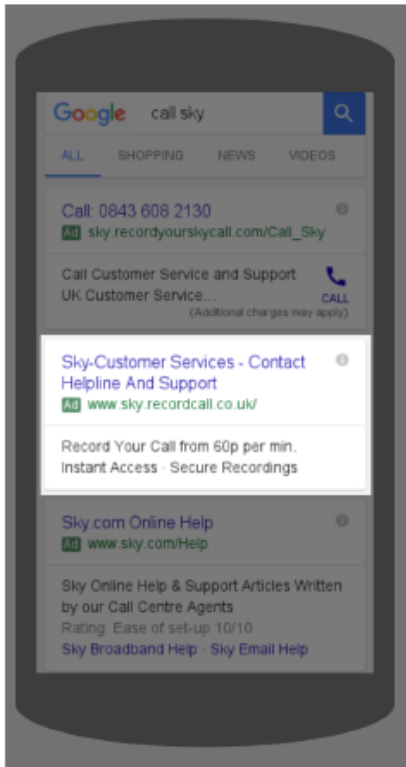 Google call sky
ALL SHOPPING NEWS VIDEOS
Call: 0843 608 2130
Ad sky.recordyourskycall.com/Call_Sky
Call Customer Service and Support
UK Customer Service...
CALL
(Additional charges may apply)
Sky-Customer Services - Contact
Helpline And Support
Ad www.sky.recordcall.co.uk/
Record Your Call from 60p per min.
Instant Access · Secure Recordings
Sky.com Online Help
Ad www.sky.com/Help
Sky Online Help & Support Articles Written
by our Call Centre Agents
Rating: Ease of set-up 10/10
Sky Broadband Help · Sky Email Help